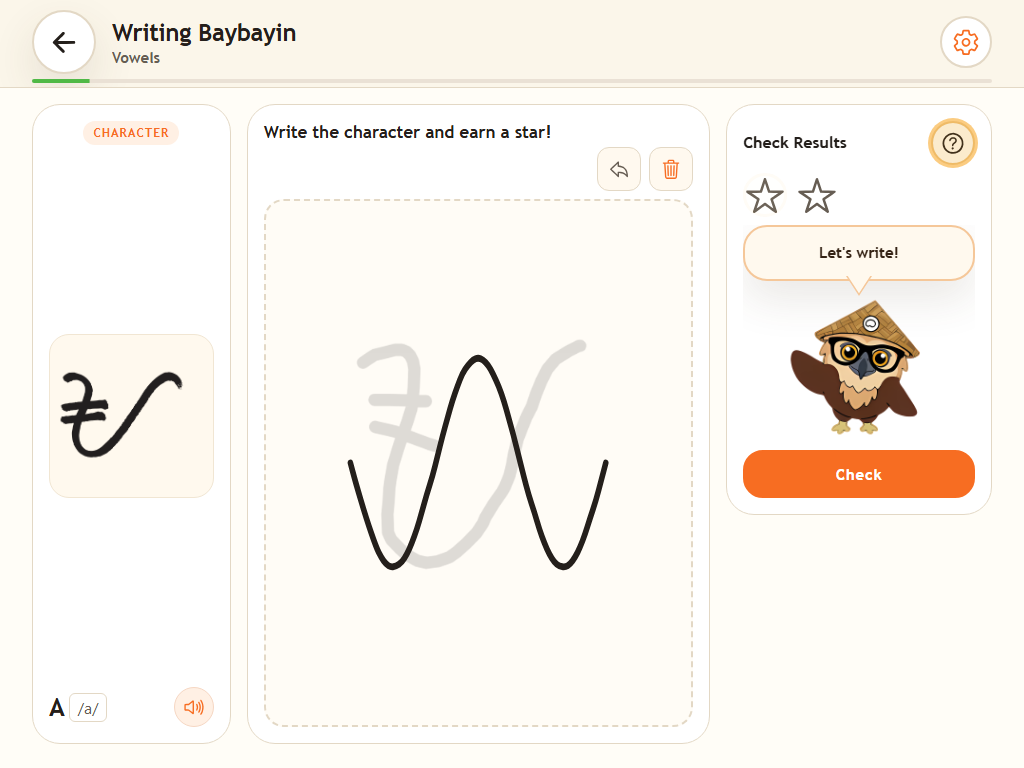 Writing Baybayin
Vowels
CHARACTER
ᜀ
A /a/
Write the character and earn a star!
Check Results
Let's write!
Check